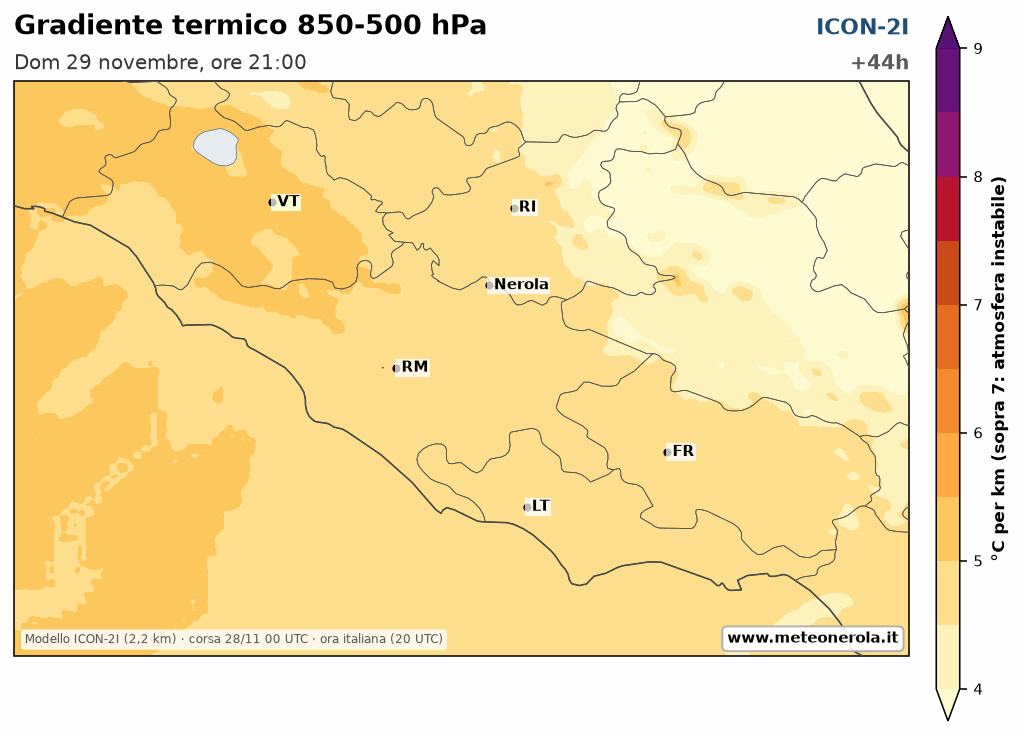 Gradiente termico 850-500 hPa
ICON-2I
Dom 29 novembre, ore 21:00
+44h
VT
RI
Nerola
RM
FR
LT
Modello ICON-2I (2,2 km) · corsa 28/11 00 UTC · ora italiana (20 UTC)
www.meteonerola.it
9
8
7
6
5
4
°C per km (sopra 7: atmosfera instabile)